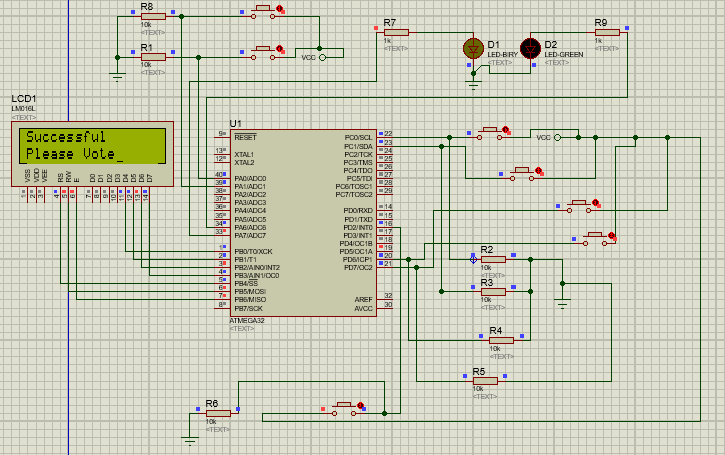 R8
10k
<TEXT>
R1
10k
<TEXT>
VCC
R7
1k
<TEXT>
D1
LED-BIRY
<TEXT>
D2
LED-GREEN
<TEXT>
R9
1k
<TEXT>
LCD1
LM016L
<TEXT>
Successful
Please Vote_
VSS
VDD
VEE
RS
RW
E
D0
D1
D2
D3
D4
D5
D6
D7
1
2
3
4
5
6
7
8
9
10
11
12
13
14
U1
9 RESET
13 XTAL1
12 XTAL2
40 PA0/ADC0
39 PA1/ADC1
38 PA2/ADC2
37 PA3/ADC3
36 PA4/ADC4
35 PA5/ADC5
34 PA6/ADC6
33 PA7/ADC7
1 PB0/T0/XCK
2 PB1/T1
3 PB2/AIN0/INT2
4 PB3/AIN1/OC0
5 PB4/SS
6 PB5/MOSI
7 PB6/MISO
8 PB7/SCK
PC0/SCL 22
PC1/SDA 23
PC2/TCK 24
PC3/TMS 25
PC4/TDO 26
PC5/TDI 27
PC6/TOSC1 28
PC7/TOSC2 29
PD0/RXD 14
PD1/TXD 15
PD2/INT0 16
PD3/INT1 17
PD4/OC1B 18
PD5/OC1A 19
PD6/ICP1 20
PD7/OC2 21
AREF 32
AVCC 30
ATMEGA32
<TEXT>
VCC
R2
10k
<TEXT>
R3
10k
<TEXT>
R4
10k
<TEXT>
R5
10k
<TEXT>
R6
10k
<TEXT>